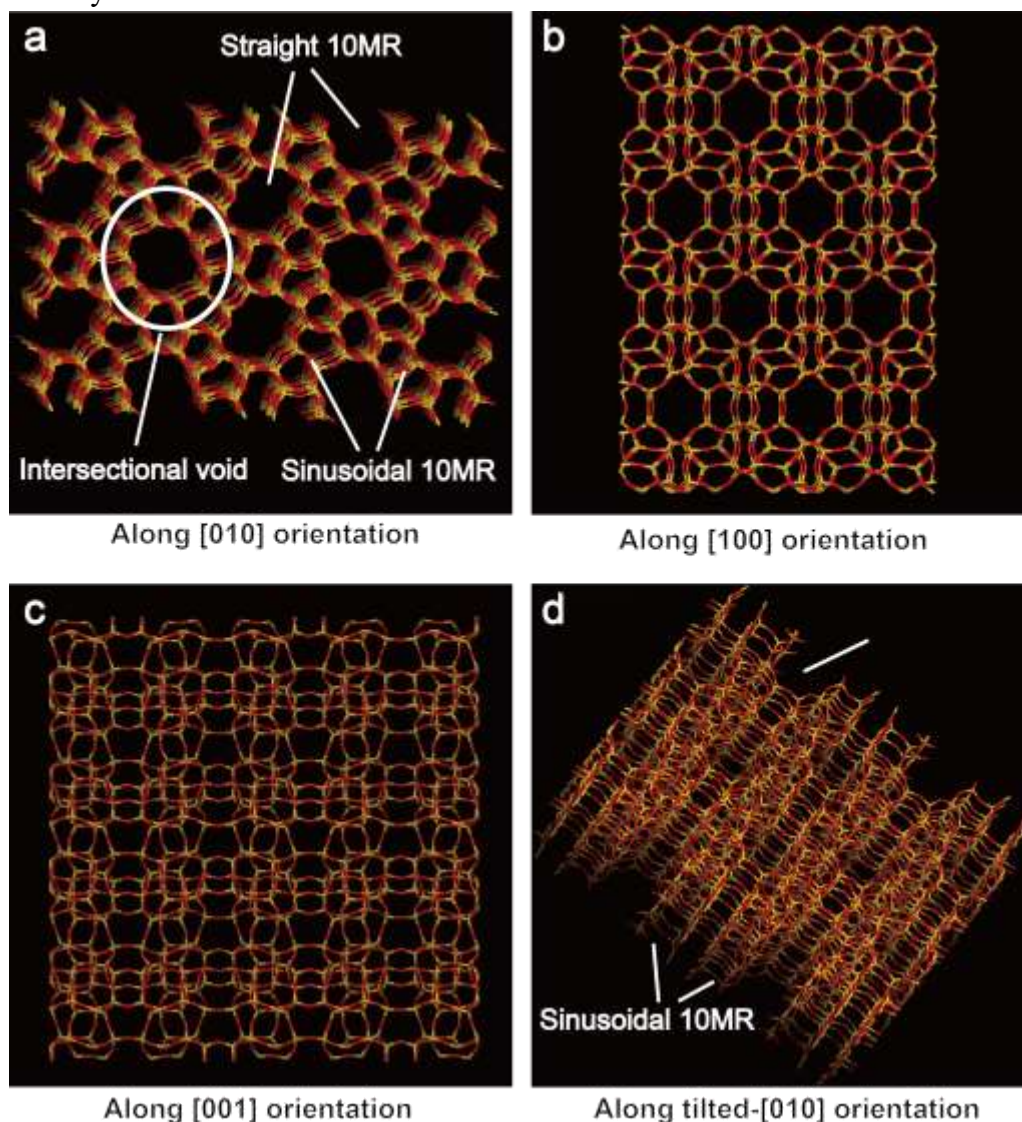 a
Straight 10MR
Intersectional void
Sinusoidal 10MR
Along [010] orientation
b
Along [100] orientation
c
Along [001] orientation
d
Sinusoidal 10MR
Along tilted-[010] orientation